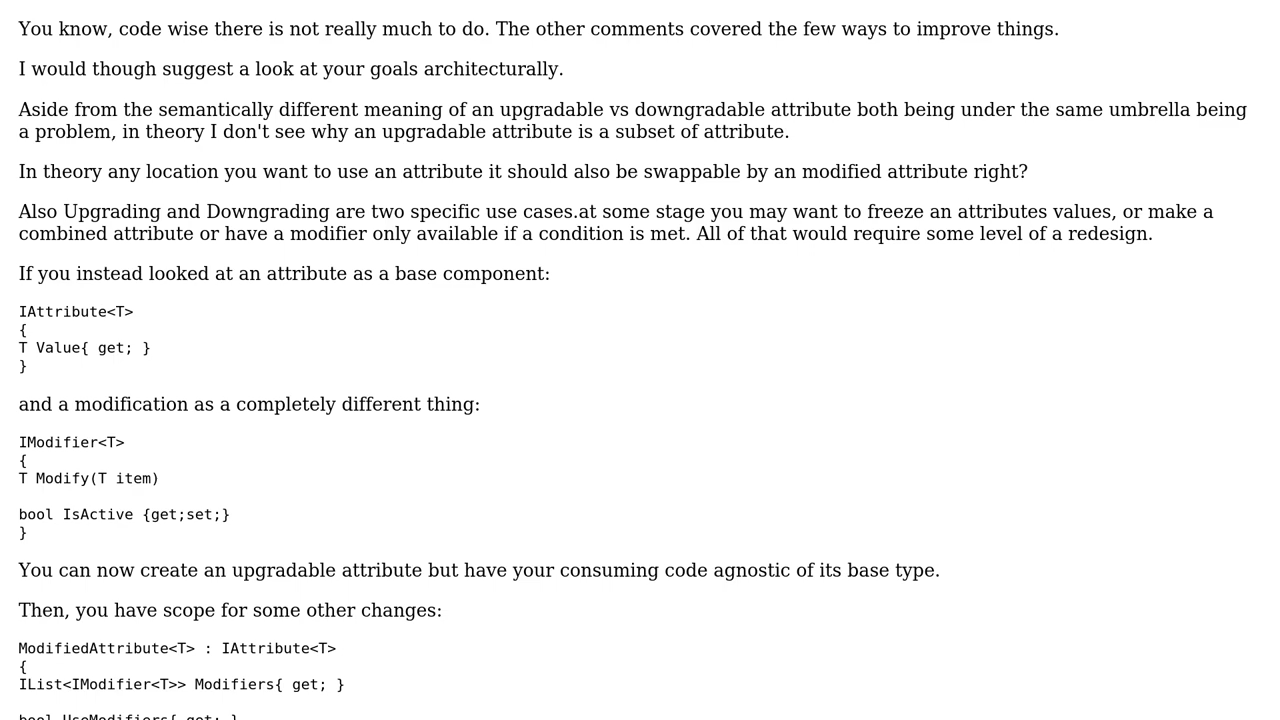 You know, code wise there is not really much to do. The other comments covered the few ways to improve things.
I would though suggest a look at your goals architecturally.
Aside from the semantically different meaning of an upgradable vs downgradable attribute both being under the same umbrella being
a problem, in theory I don't see why an upgradable attribute is a subset of attribute.
In theory any location you want to use an attribute it should also be swappable by an modified attribute right?
Also Upgrading and Downgrading are two specific use cases.at some stage you may want to freeze an attributes values, or make a
combined attribute or have a modifier only available if a condition is met. All of that would require some level of a redesign.
If you instead looked at an attribute as a base component:
IAttribute<T>
{
T Value{ get; }
}
and a modification as a completely different thing:
IModifier<T>
{
T Modify(T item)
bool IsActive {get;set;}
}
You can now create an upgradable attribute but have your consuming code agnostic of its base type.
Then, you have scope for some other changes:
ModifiedAttribute<T> : IAttribute<T>
{
IList<IModifier<T>> Modifiers{ get; }
bool UseModifiers{ get; }